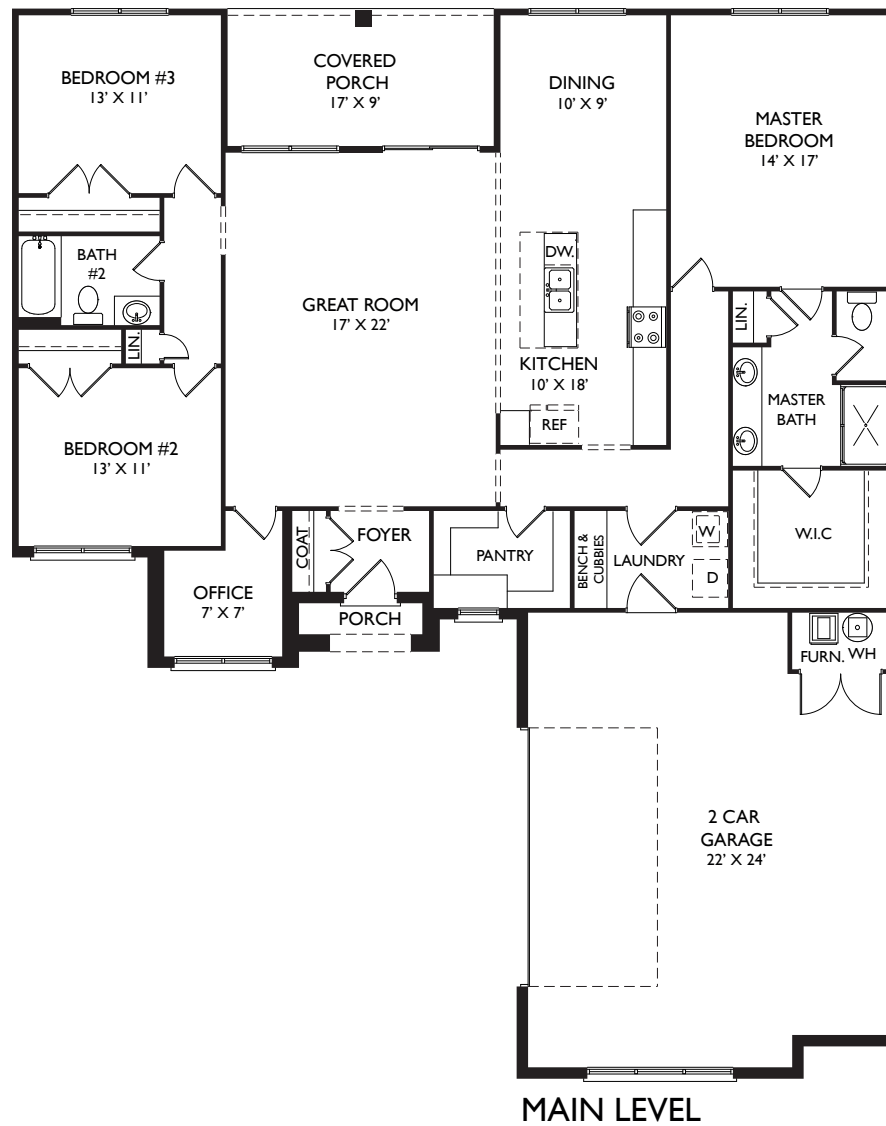 BEDROOM #3
13’ X 11’
COVERED
PORCH
17’ X 9’
DINING
10’ X 9’
MASTER
BEDROOM
14’ X 17’
BATH
#2
DW.
LIN.
GREAT ROOM
17’ X 22’
LIN.
KITCHEN
10’ X 18’
MASTER
BATH
REF
BEDROOM #2
13’ X 11’
COAT
FOYER
PANTRY
BENCH &
CUBBIES
LAUNDRY
W
D
W.I.C
OFFICE
7’ X 7’
PORCH
FURN.
WH
2 CAR
GARAGE
22’ X 24’
MAIN LEVEL